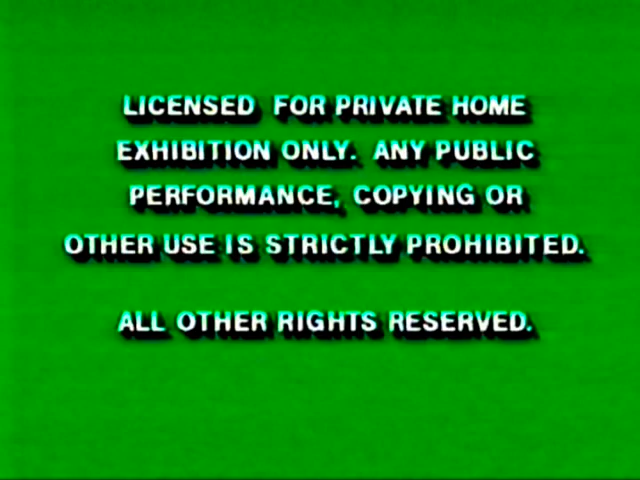 LICENSED FOR PRIVATE HOME
EXHIBITION ONLY. ANY PUBLIC
PERFORMANCE, COPYING OR
OTHER USE IS STRICTLY PROHIBITED.
ALL OTHER RIGHTS RESERVED.